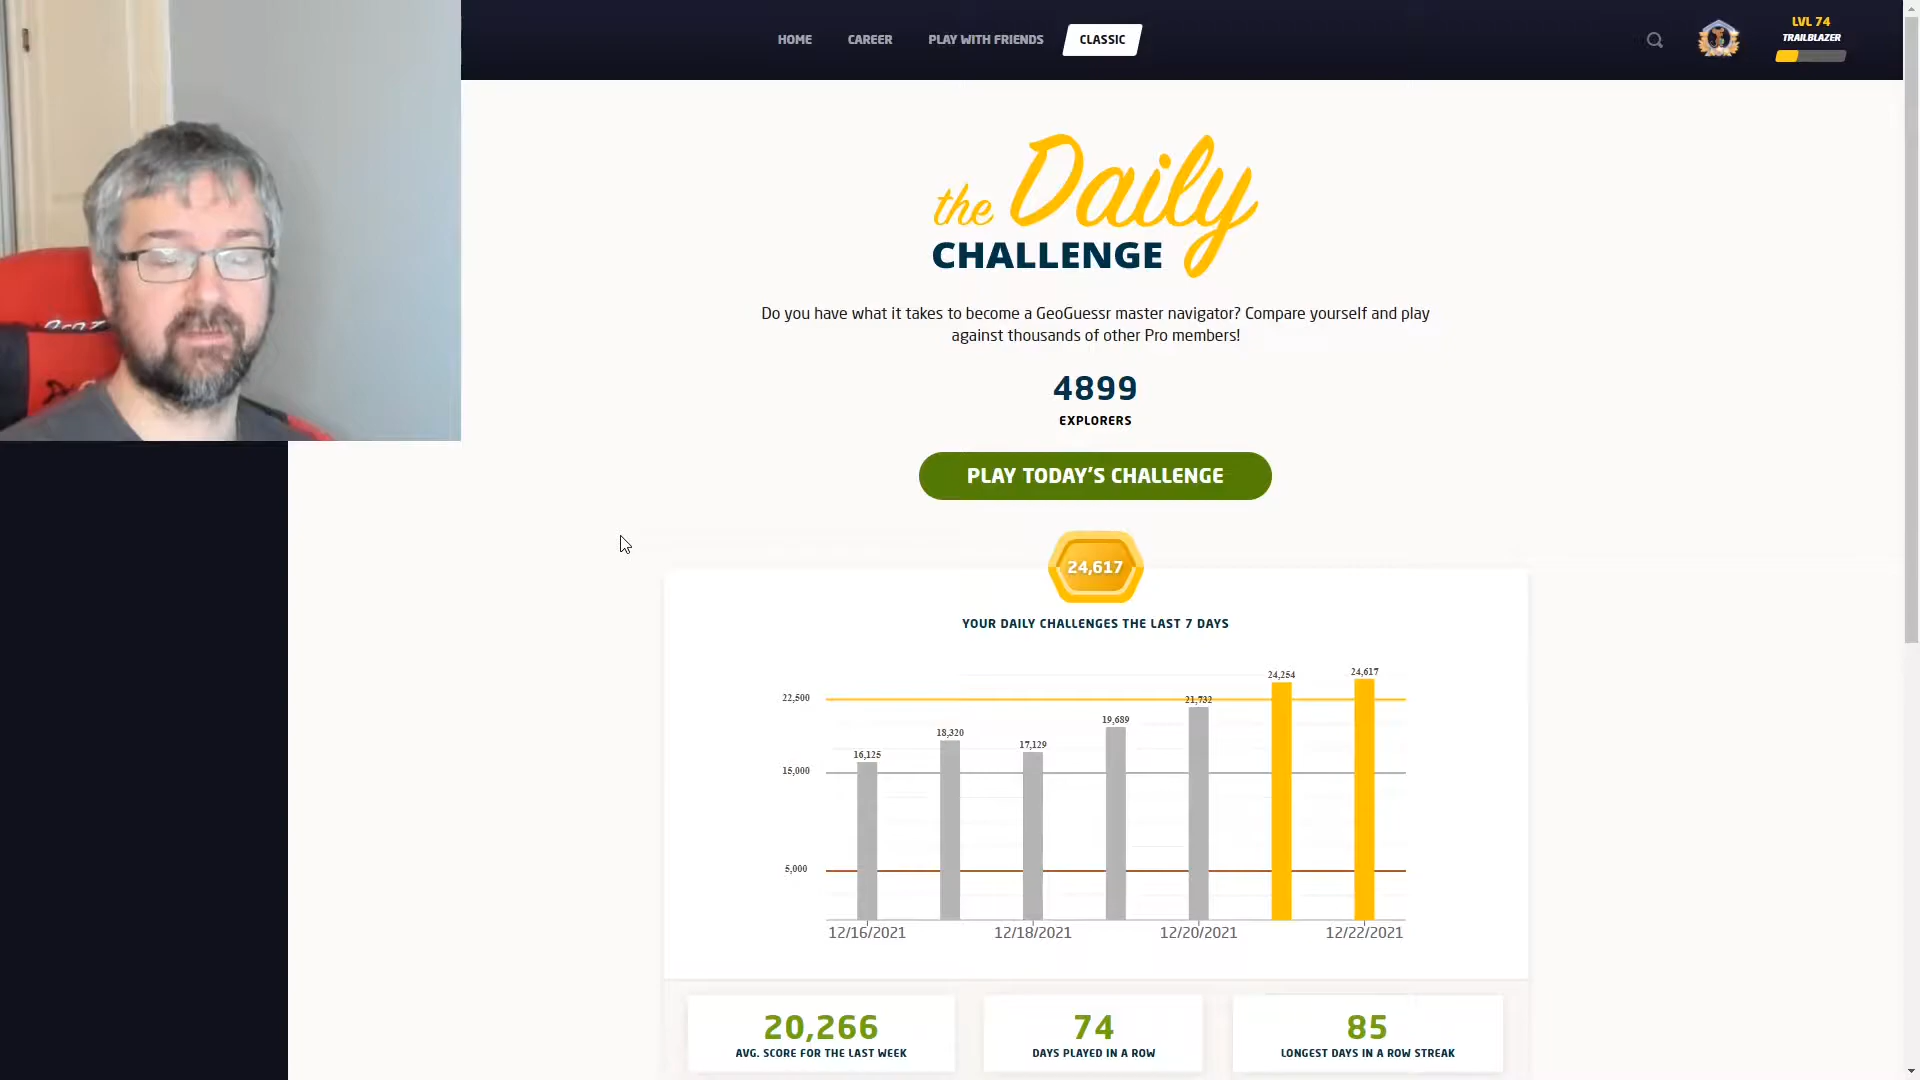 HOME CAREER PLAY WITH FRIENDS CLASSIC
LVL 74
TRAILBLAZER
the Daily
CHALLENGE
Do you have what it takes to become a GeoGuessr master navigator? Compare yourself and play
against thousands of other Pro members!
4899
EXPLORERS
PLAY TODAY'S CHALLENGE
24,617
YOUR DAILY CHALLENGES THE LAST 7 DAYS
22,500
15,000
5,000
16,125
18,320
17,129
19,689
21,732
24,254
24,617
12/16/2021 12/18/2021 12/20/2021 12/22/2021
20,266
AVG. SCORE FOR THE LAST WEEK
74
DAYS PLAYED IN A ROW
85
LONGEST DAYS IN A ROW STREAK